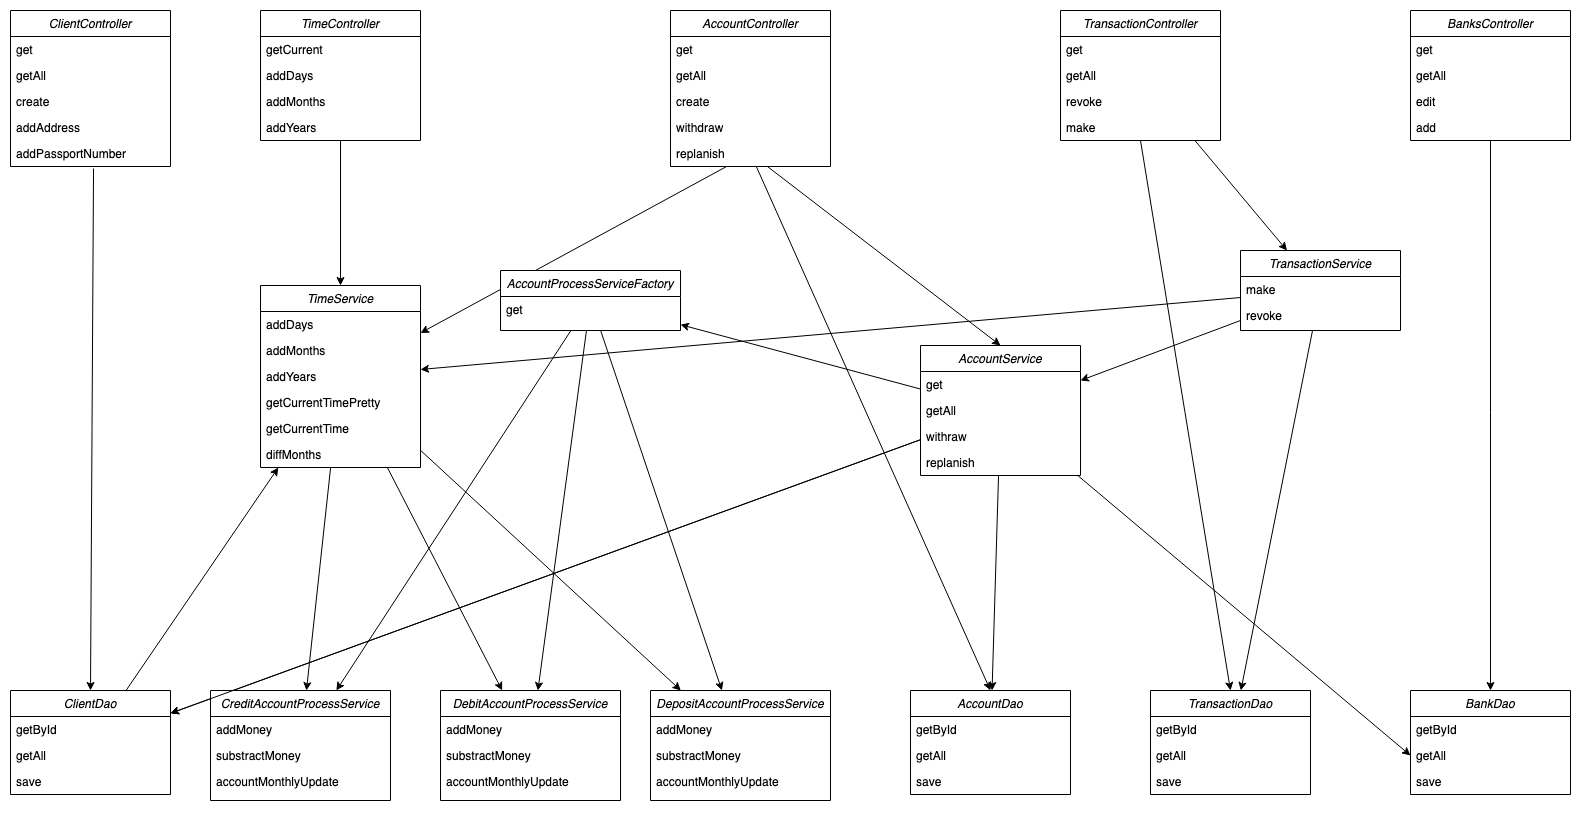 ClientController
get
getAll
create
addAddress
addPassportNumber
TimeController
getCurrent
addDays
addMonths
addYears
AccountController
get
getAll
create
withdraw
replanish
TransactionController
get
getAll
revoke
make
BanksController
get
getAll
edit
add
TimeService
addDays
addMonths
addYears
getCurrentTimePretty
getCurrentTime
diffMonths
AccountProcessServiceFactory
get
AccountService
get
getAll
withraw
replanish
TransactionService
make
revoke
ClientDao
getById
getAll
save
CreditAccountProcessService
addMoney
substractMoney
accountMonthlyUpdate
DebitAccountProcessService
addMoney
substractMoney
accountMonthlyUpdate
DepositAccountProcessService
addMoney
substractMoney
accountMonthlyUpdate
AccountDao
getById
getAll
save
TransactionDao
getById
getAll
save
BankDao
getById
getAll
save